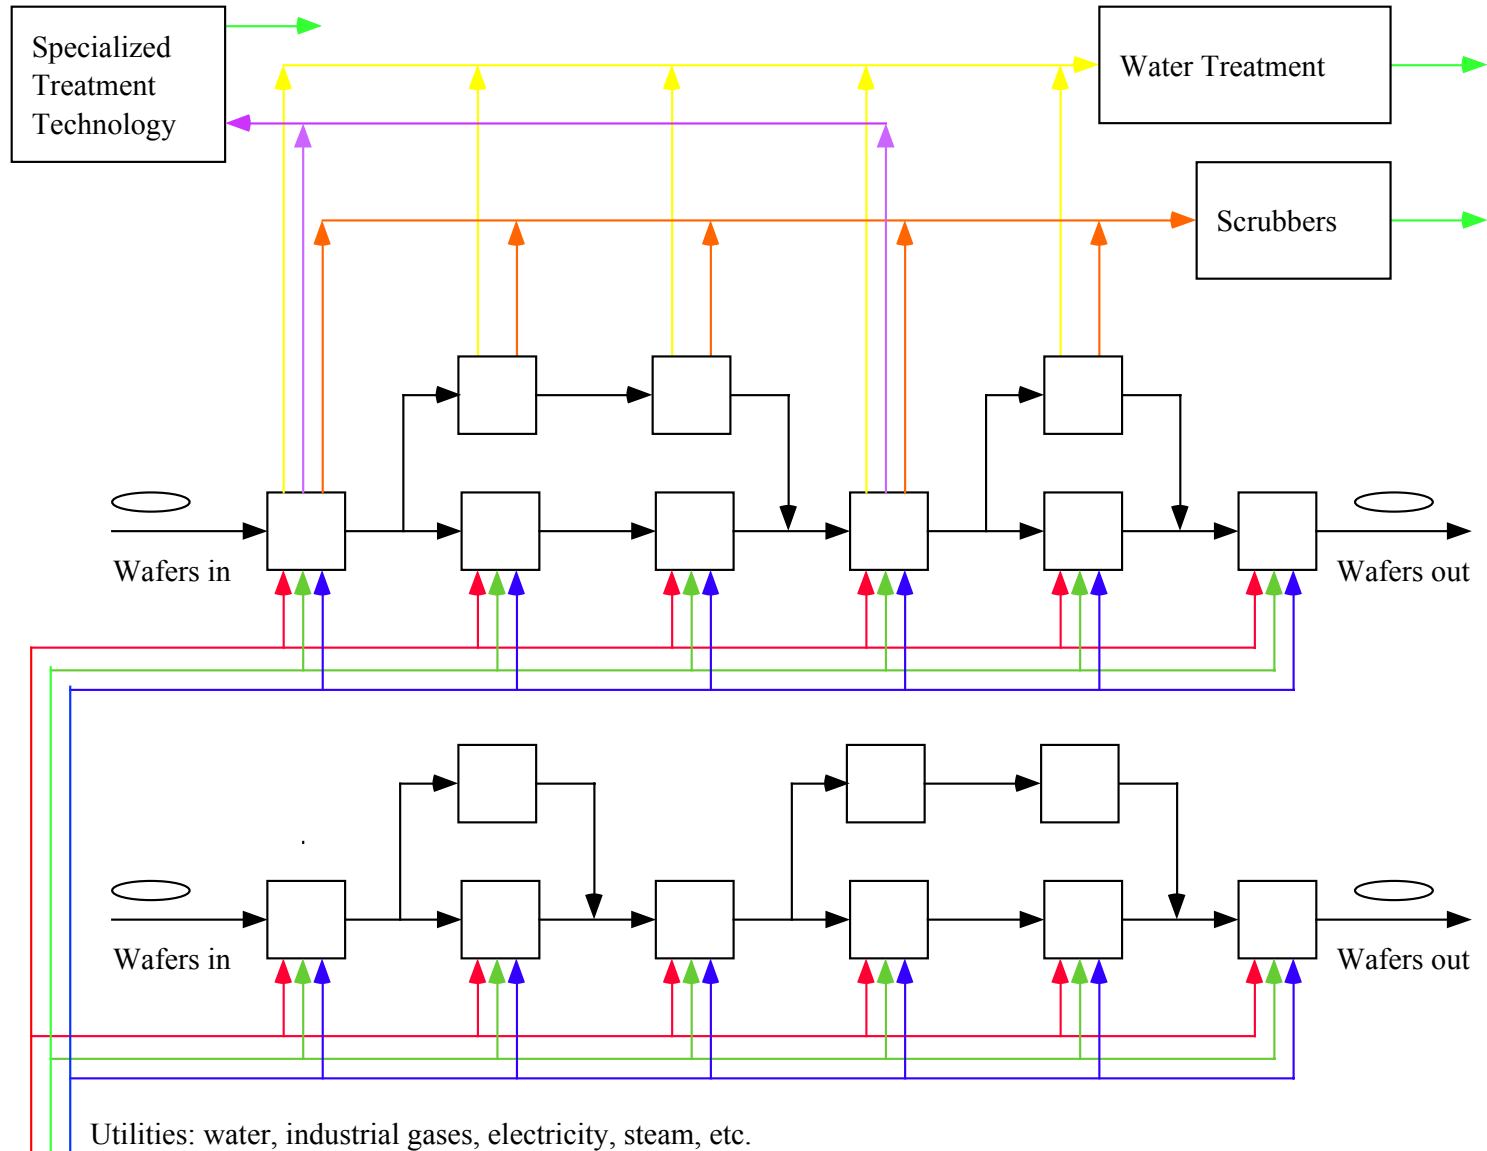 Specialized
Treatment
Technology
Water Treatment
Scrubbers
Wafers in
Wafers out
Wafers in
Wafers out
Utilities: water, industrial gases, electricity, steam, etc.